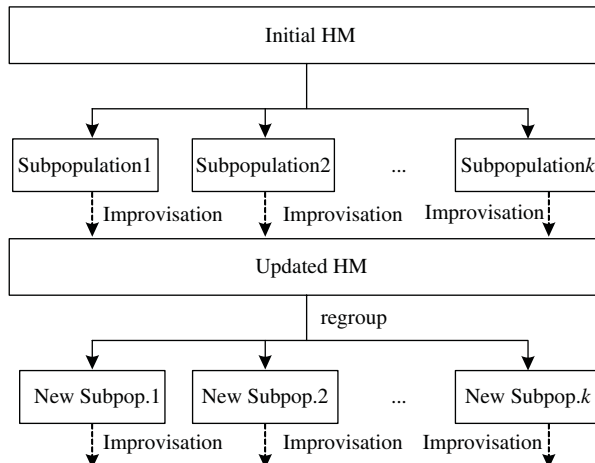 Initial HM
Subpopulation1 Subpopulation2 ... Subpopulationk
Improvisation Improvisation Improvisation
Updated HM
regroup
New Subpop.1 New Subpop.2 ... New Subpop.k
Improvisation Improvisation Improvisation